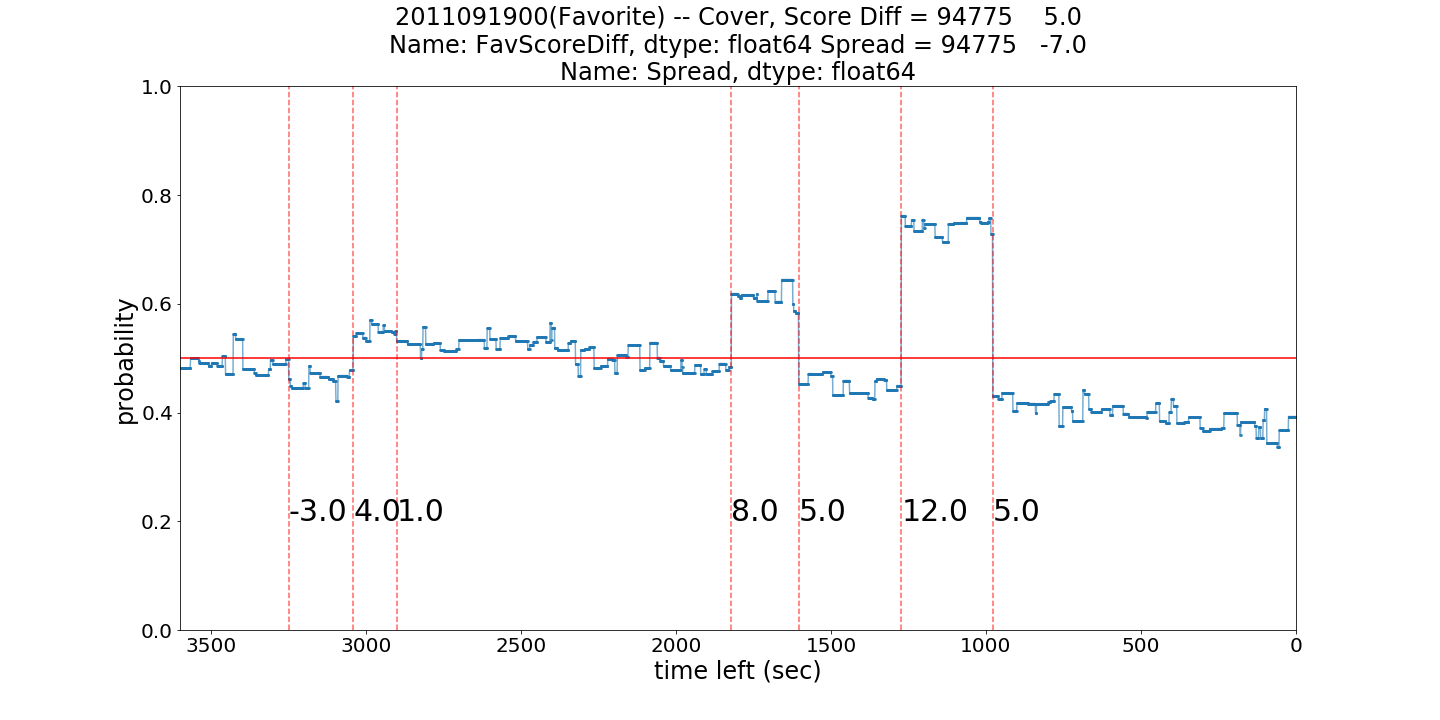 2011091900(Favorite) -- Cover, Score Diff = 94775    5.0
Name: FavScoreDiff, dtype: float64 Spread = 94775   -7.0
Name: Spread, dtype: float64
1.0
0.8
0.6
0.4
0.2
0.0
probability
-3.0 4.0 1.0 8.0 5.0 12.0 5.0
3500 3000 2500 2000 1500 1000 500 0
time left (sec)